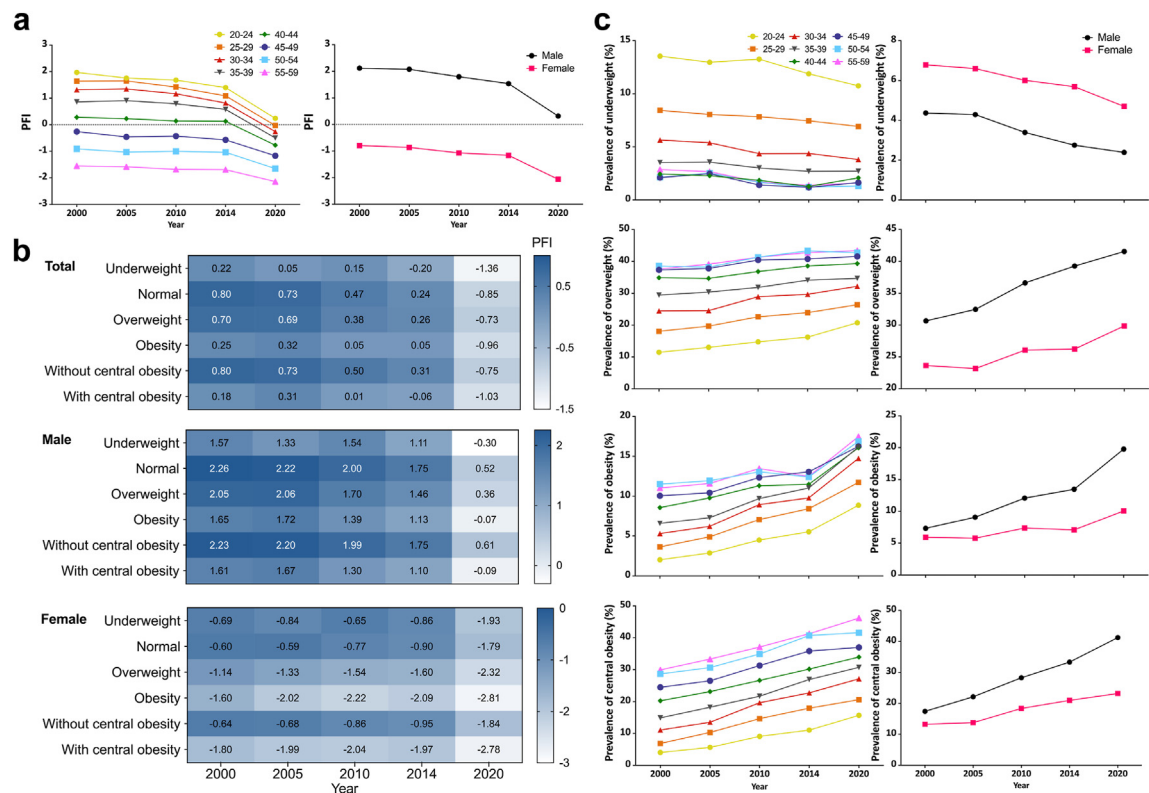 a
20-24 40-44
25-29 45-49
30-34 50-54
35-39 55-59
PFI
3
2
1
0
-1
-2
-3
2000 2005 2010 2014 2020
Year
Male
Female
PFI
3
2
1
0
-1
-2
-3
2000 2005 2010 2014 2020
Year
b
PFI
Total
Underweight 0.22 0.05 0.15 -0.20 -1.36
Normal 0.80 0.73 0.47 0.24 -0.85
Overweight 0.70 0.69 0.38 0.26 -0.73
Obesity 0.25 0.32 0.05 0.05 -0.96
Without central obesity 0.80 0.73 0.50 0.31 -0.75
With central obesity 0.18 0.31 0.01 -0.06 -1.03
0.5
-0.5
-1.5
Male
Underweight 1.57 1.33 1.54 1.11 -0.30
Normal 2.26 2.22 2.00 1.75 0.52
Overweight 2.05 2.06 1.70 1.46 0.36
Obesity 1.65 1.72 1.39 1.13 -0.07
Without central obesity 2.23 2.20 1.99 1.75 0.61
With central obesity 1.61 1.67 1.30 1.10 -0.09
2
1
0
Female
Underweight -0.69 -0.84 -0.65 -0.86 -1.93
Normal -0.60 -0.59 -0.77 -0.90 -1.79
Overweight -1.14 -1.33 -1.54 -1.60 -2.32
Obesity -1.60 -2.02 -2.22 -2.09 -2.81
Without central obesity -0.64 -0.68 -0.86 -0.95 -1.84
With central obesity -1.80 -1.99 -2.04 -1.97 -2.78
0
-1
-2
-3
2000 2005 2010 2014 2020
Year
c
20-24 30-34 45-49
25-29 35-39 50-54
40-44 55-59
Prevalence of underweight (%)
15
10
5
0
Male
Female
Prevalence of underweight (%)
8
6
4
2
0
Prevalence of overweight (%)
50
40
30
20
10
0
Prevalence of overweight (%)
45
40
35
30
25
20
Prevalence of obesity (%)
20
15
10
5
0
Prevalence of obesity (%)
25
20
15
10
5
0
Prevalence of central obesity (%)
50
40
30
20
10
0
2000 2005 2010 2014 2020
Year
Prevalence of central obesity (%)
50
40
30
20
10
0
2000 2005 2010 2014 2020
Year